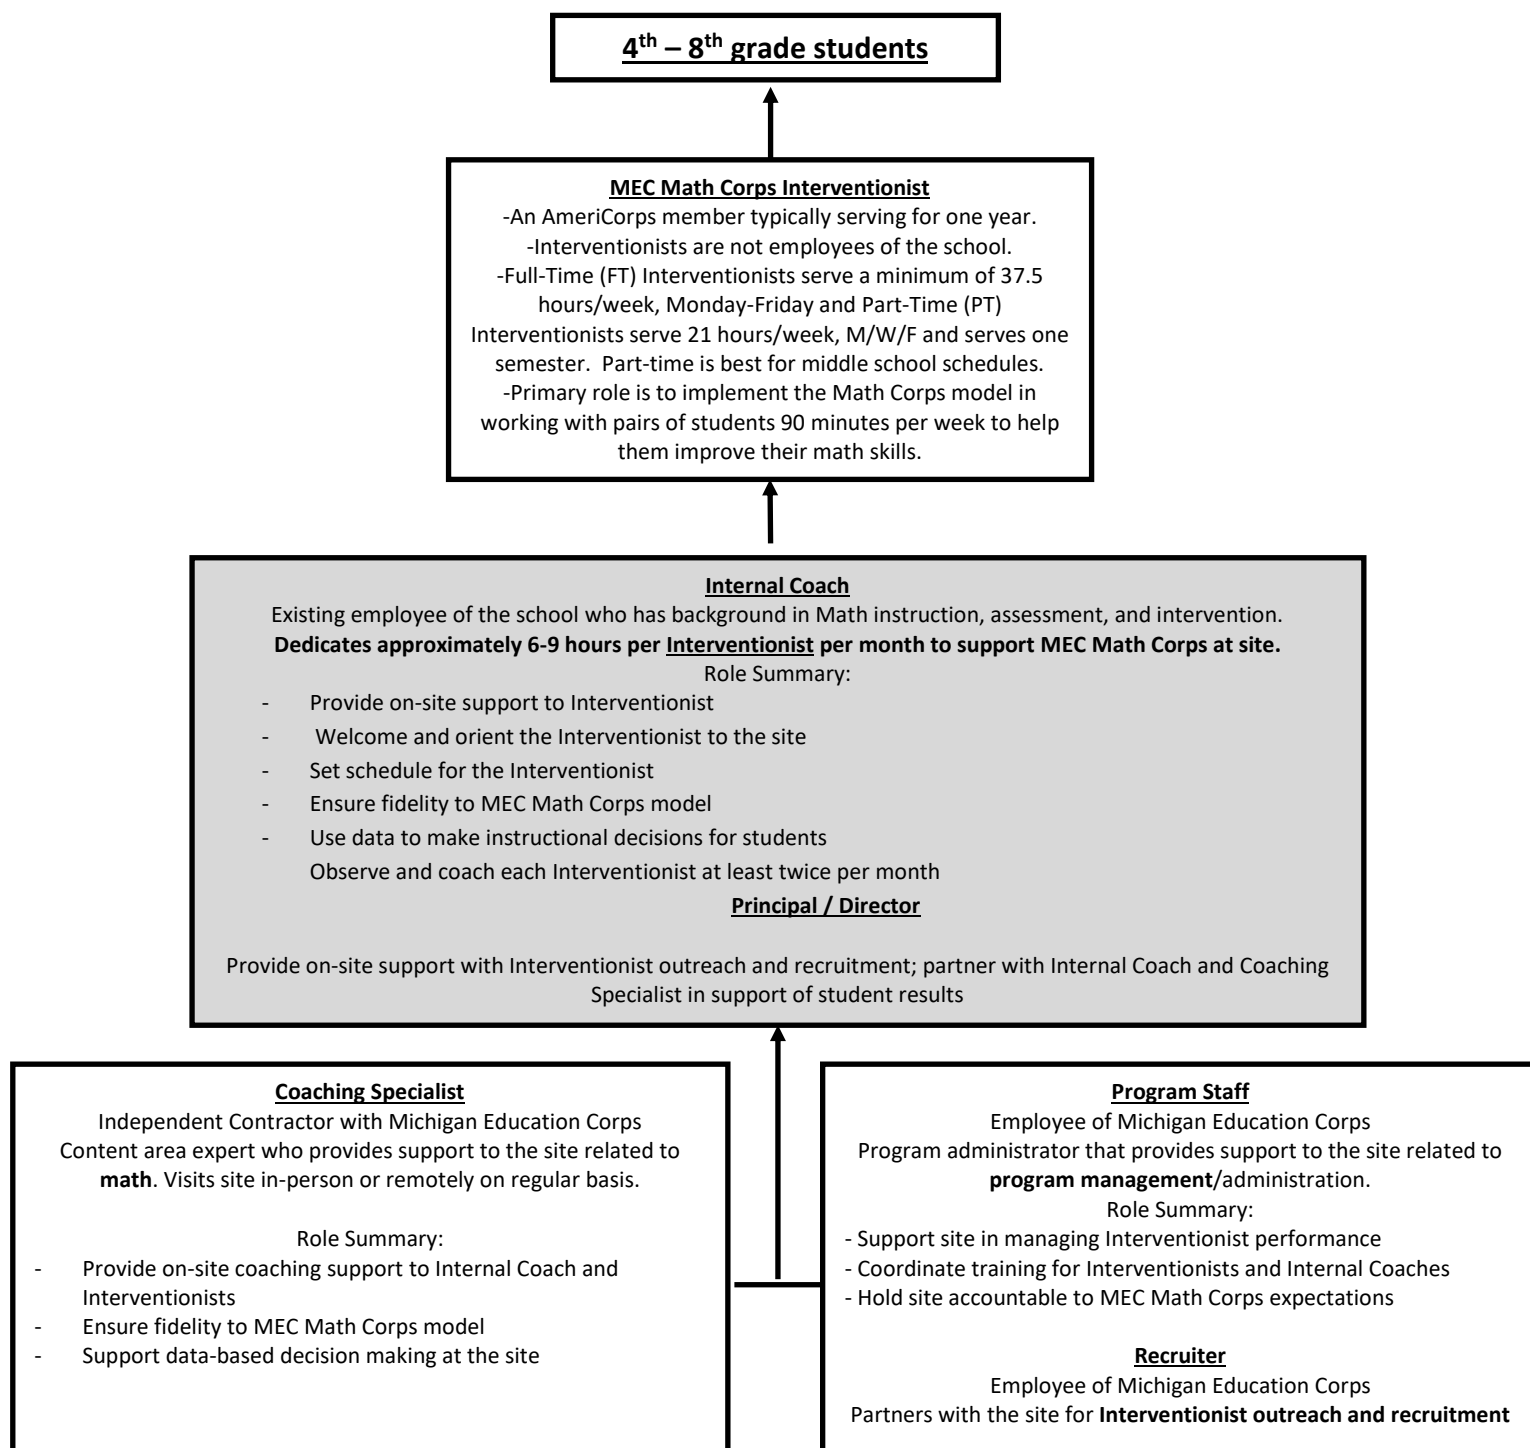 4th – 8th grade students
MEC Math Corps Interventionist
-An AmeriCorps member typically serving for one year.
-Interventionists are not employees of the school.
-Full-Time (FT) Interventionists serve a minimum of 37.5
hours/week, Monday-Friday and Part-Time (PT)
Interventionists serve 21 hours/week, M/W/F and serves one
semester.  Part-time is best for middle school schedules.
-Primary role is to implement the Math Corps model in
working with pairs of students 90 minutes per week to help
them improve their math skills.
Internal Coach
Existing employee of the school who has background in Math instruction, assessment, and intervention.
Dedicates approximately 6-9 hours per Interventionist per month to support MEC Math Corps at site.
Role Summary:
- Provide on-site support to Interventionist
- Welcome and orient the Interventionist to the site
- Set schedule for the Interventionist
- Ensure fidelity to MEC Math Corps model
- Use data to make instructional decisions for students
Observe and coach each Interventionist at least twice per month
Principal / Director
Provide on-site support with Interventionist outreach and recruitment; partner with Internal Coach and Coaching
Specialist in support of student results
Coaching Specialist
Independent Contractor with Michigan Education Corps
Content area expert who provides support to the site related to
math. Visits site in-person or remotely on regular basis.
Role Summary:
- Provide on-site coaching support to Internal Coach and
Interventionists
- Ensure fidelity to MEC Math Corps model
- Support data-based decision making at the site
Program Staff
Employee of Michigan Education Corps
Program administrator that provides support to the site related to
program management/administration.
Role Summary:
- Support site in managing Interventionist performance
- Coordinate training for Interventionists and Internal Coaches
- Hold site accountable to MEC Math Corps expectations
Recruiter
Employee of Michigan Education Corps
Partners with the site for Interventionist outreach and recruitment